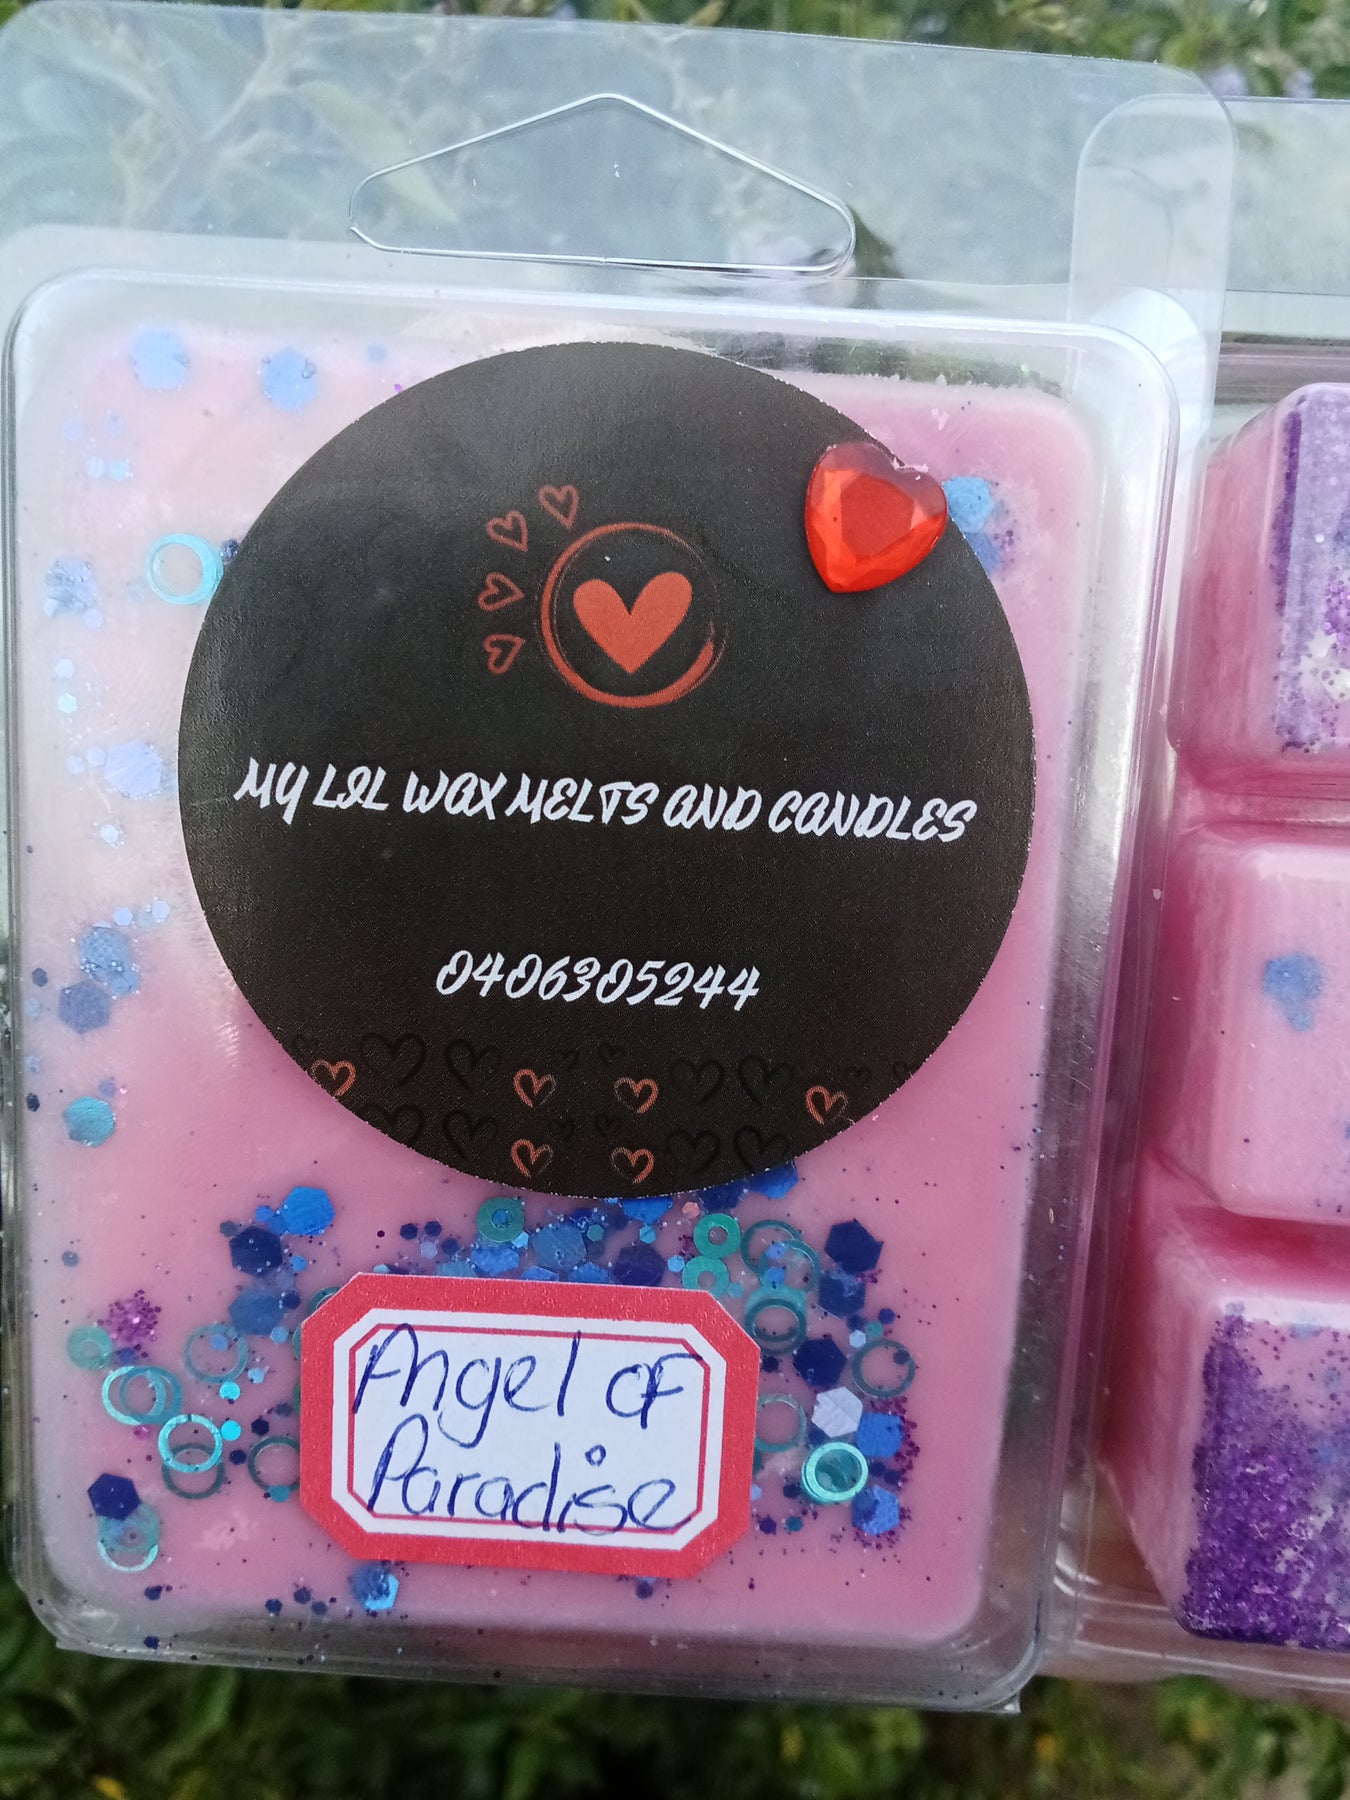 MY LIL WAX MELTS AND CANDLES
0406305244
Angel of
Paradise